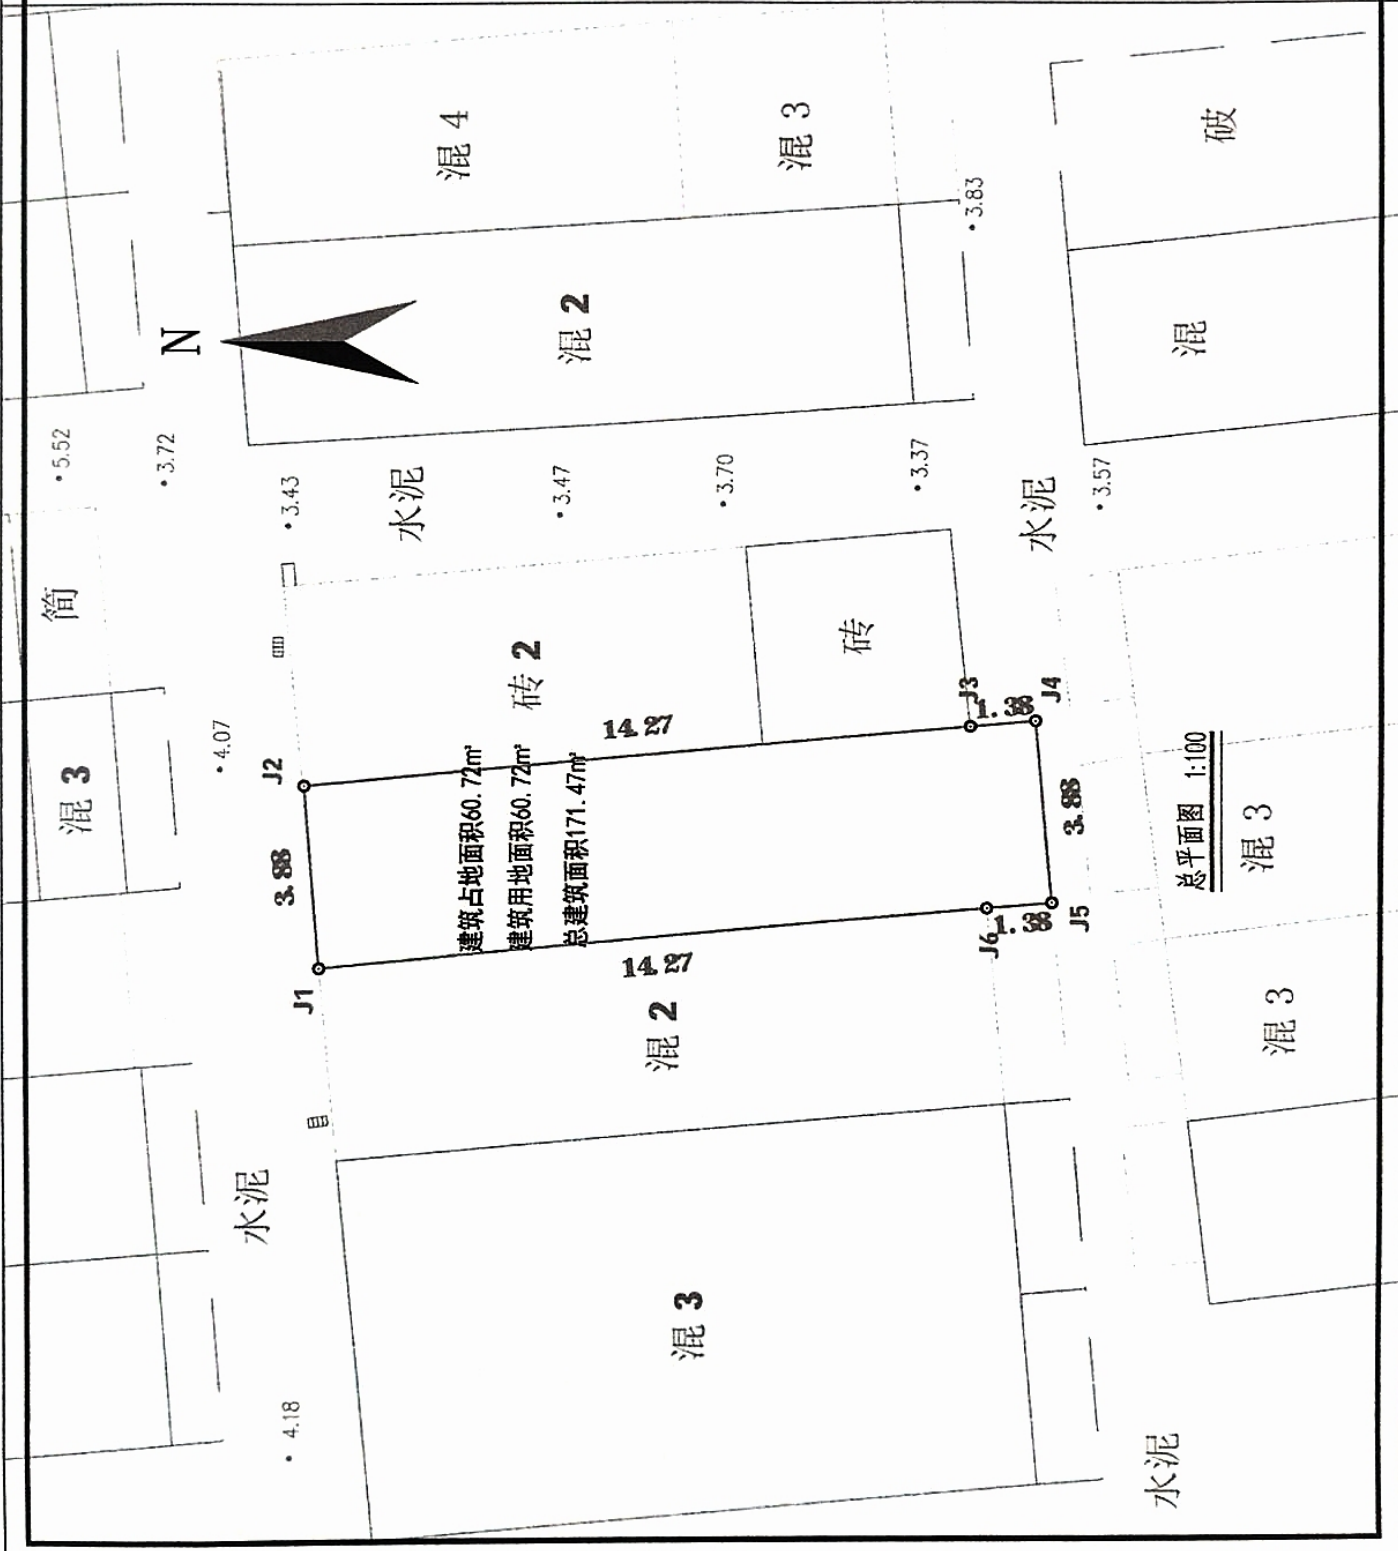 简
5.52
混 3
3.72
N
4.07
水泥
J2
3.88
4.18
3.43
J1
水泥
混 4
建筑占地面积60.72㎡
建筑用地面积60.72㎡
砖 2
3.47
混 2
总建筑面积171.47㎡
14.27
14.27
混 2
混 3
3.70
混 3
砖
3.37
J3
3.83
J6
1.38
1.38
水泥
J4
3.88
J5
3.57
水泥
混
总平面图 1:100
破
混 3
混 3